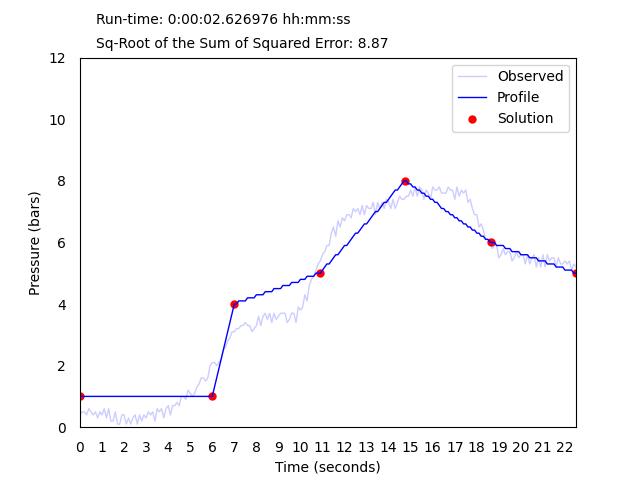 Run-time: 0:00:02.626976 hh:mm:ss
Sq-Root of the Sum of Squared Error: 8.87
Observed
Profile
Solution
12
10
8
6
4
2
0
Pressure (bars)
0 1 2 3 4 5 6 7 8 9 10 11 12 13 14 15 16 17 18 19 20 21 22
Time (seconds)